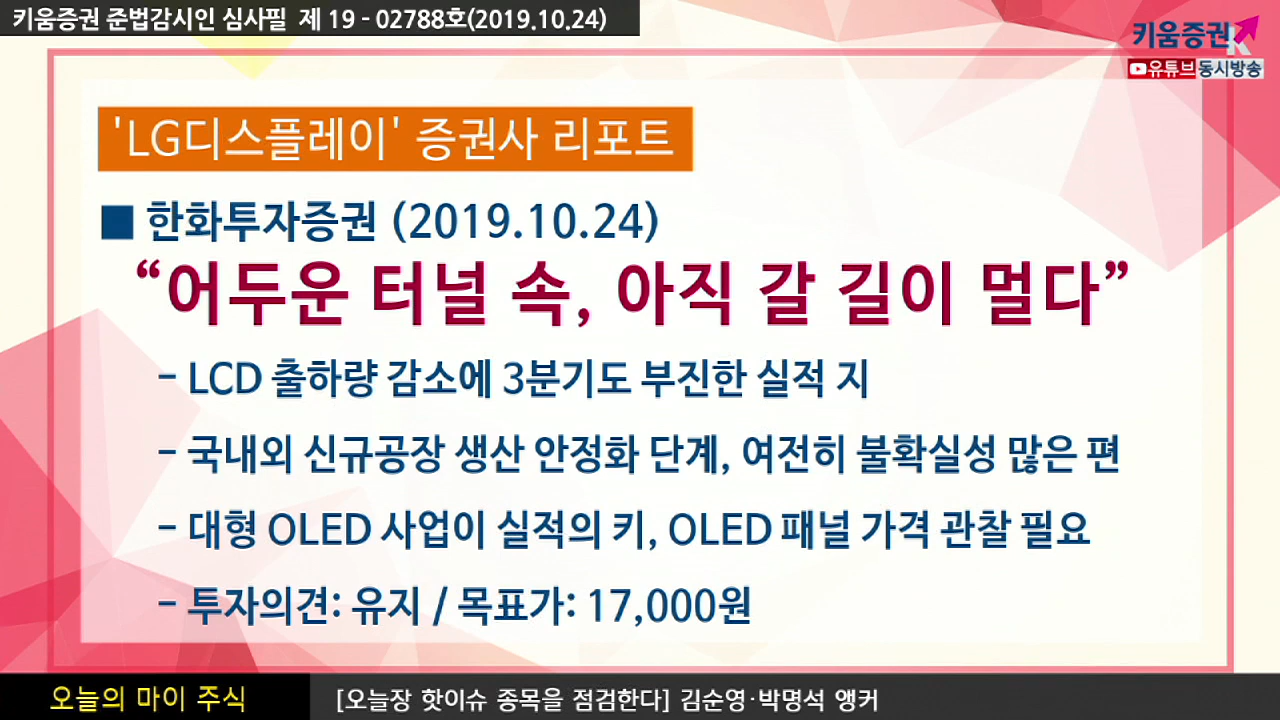 키움증권 준법감시인 심사필 제 19 - 02788호(2019.10.24)
키움증권
유튜브 동시방송
'LG디스플레이' 증권사 리포트
■ 한화투자증권 (2019.10.24)
“어두운 터널 속, 아직 갈 길이 멀다”
- LCD 출하량 감소에 3분기도 부진한 실적 지
- 국내외 신규공장 생산 안정화 단계, 여전히 불확실성 많은 편
- 대형 OLED 사업이 실적의 키, OLED 패널 가격 관찰 필요
- 투자의견: 유지 / 목표가: 17,000원
오늘의 마이 주식
[오늘장 핫이슈 종목을 점검한다] 김순영·박명석 앵커